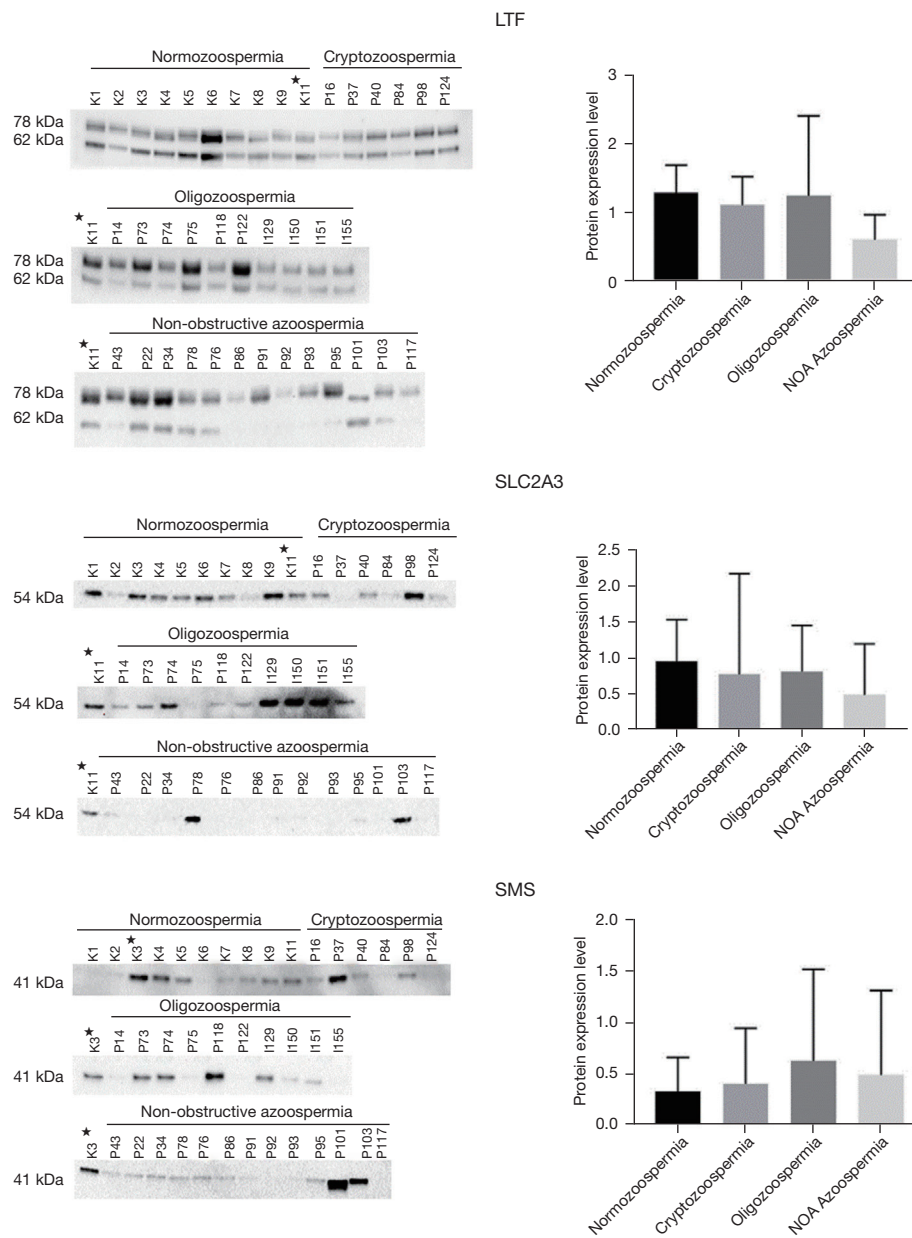 LTF
Normozoospermia Cryptozoospermia
★
K1 K2 K3 K4 K5 K6 K7 K8 K9 K11 P16 P37 P40 P84 P98 P124
78 kDa
62 kDa
Oligozoospermia
★
K11 P14 P73 P74 P75 P118 P122 I129 I150 I151 I155
78 kDa
62 kDa
Non-obstructive azoospermia
★
K11 P43 P22 P34 P78 P76 P86 P91 P92 P93 P95 P101 P103 P117
78 kDa
62 kDa
Protein expression level
3
2
1
0
Normozoospermia
Cryptozoospermia
Oligozoospermia
NOA Azoospermia
SLC2A3
Normozoospermia Cryptozoospermia
★
K1 K2 K3 K4 K5 K6 K7 K8 K9 K11 P16 P37 P40 P84 P98 P124
54 kDa
Oligozoospermia
★
K11 P14 P73 P74 P75 P118 P122 I129 I150 I151 I155
54 kDa
Non-obstructive azoospermia
★
K11 P43 P22 P34 P78 P76 P86 P91 P92 P93 P95 P101 P103 P117
54 kDa
Protein expression level
2.5
2.0
1.5
1.0
0.5
0.0
Normozoospermia
Cryptozoospermia
Oligozoospermia
NOA Azoospermia
SMS
Normozoospermia Cryptozoospermia
★
K1 K2 K3 K4 K5 K6 K7 K8 K9 K11 P16 P37 P40 P84 P98 P124
41 kDa
Oligozoospermia
★
K3 P14 P73 P74 P75 P118 P122 I129 I150 I151 I155
41 kDa
Non-obstructive azoospermia
★
K3 P43 P22 P34 P78 P76 P86 P91 P92 P93 P95 P101 P103 P117
41 kDa
Protein expression level
2.0
1.5
1.0
0.5
0.0
Normozoospermia
Cryptozoospermia
Oligozoospermia
NOA Azoospermia